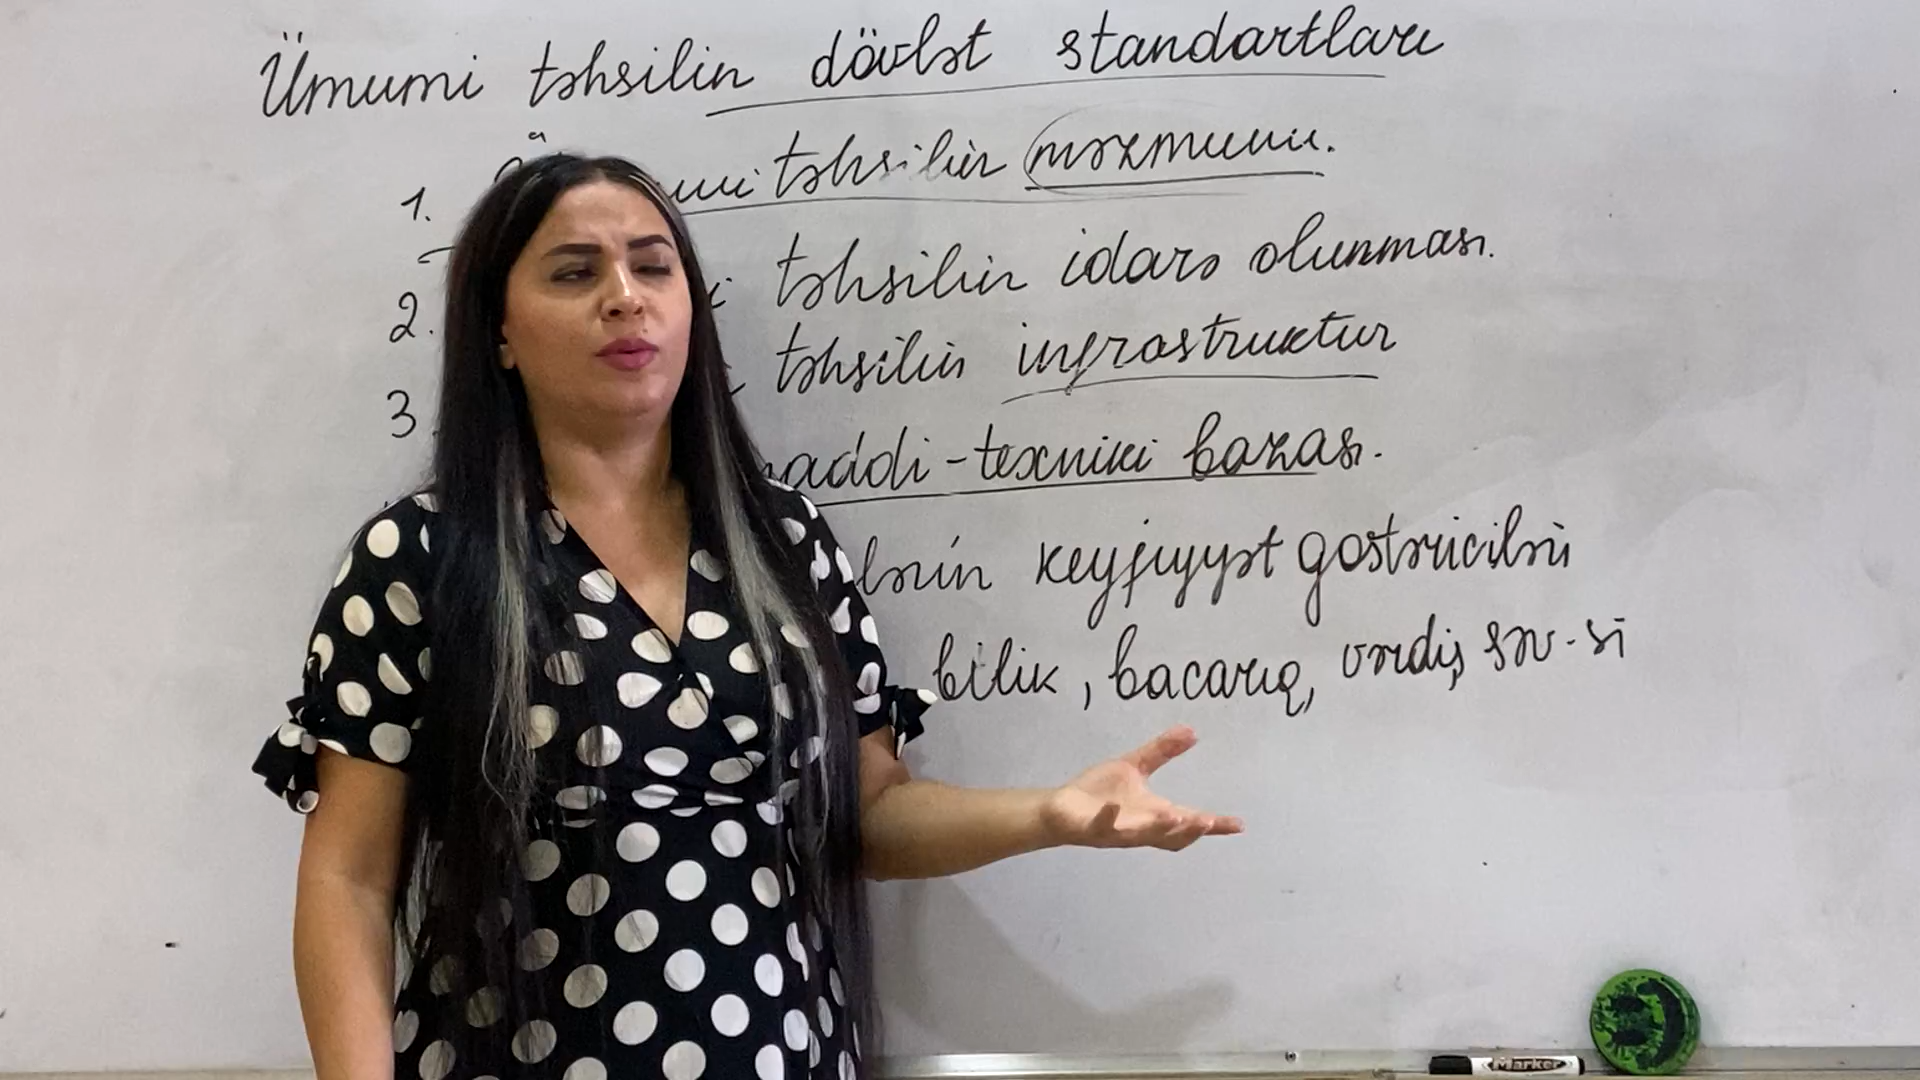 Ümumi təhsilin dövlət standartları
1. təhsilin məzmunu.
2. təhsilin idarə olunması.
3. təhsilin infrastruktur
maddi-texniki bazası.
keyfiyyət göstəriciləri
bilik, bacarıq, vərdiş səv-si
Marker